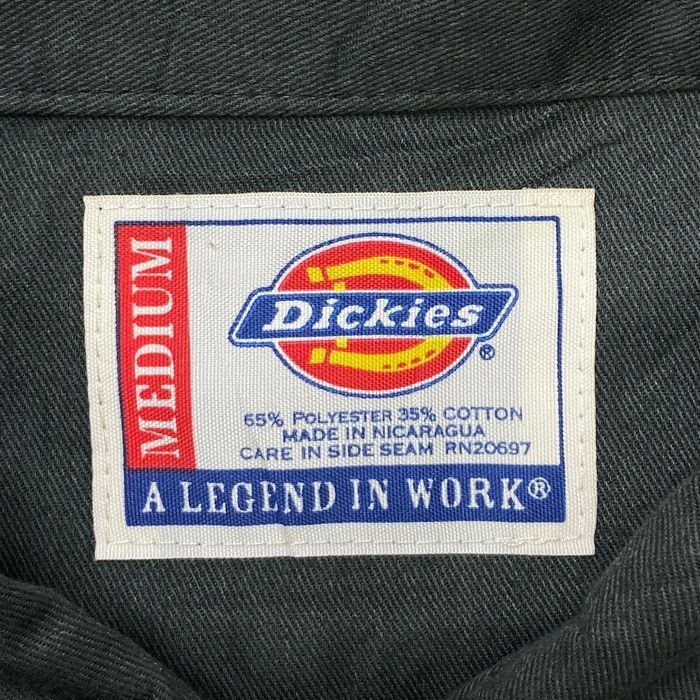 MEDIUM
Dickies®
65% POLYESTER 35% COTTON
MADE IN NICARAGUA
CARE IN SIDE SEAM RN20697
A LEGEND IN WORK®